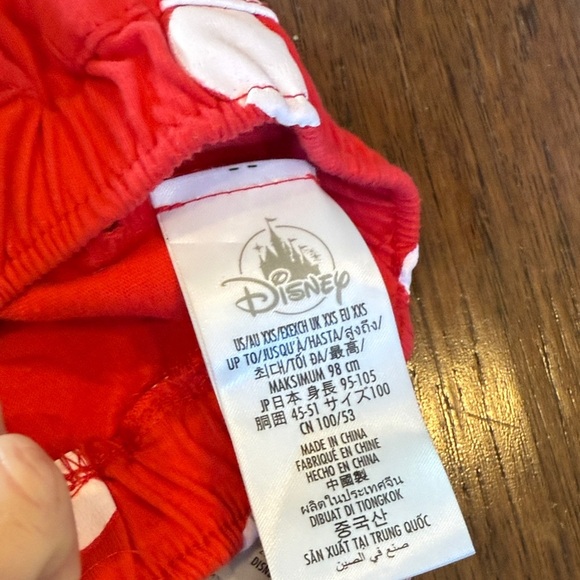 Disney
US/AU XXS/EXEXCH UK XXS EU XXS
UP TO/JUSQU'À/HASTA/สูงถึง/
최대/TỐI ĐA/最高/
MAKSIMUM 98 cm
JP日本 身長 95-105
胴囲 45-51 サイズ100
CN 100/53
MADE IN CHINA
FABRIQUÉ EN CHINE
HECHO EN CHINA
中國製
ผลิตในประเทศจีน
DIBUAT DI TIONGKOK
중국산
SẢN XUẤT TẠI TRUNG QUỐC
صنع في الصين
DISNEY